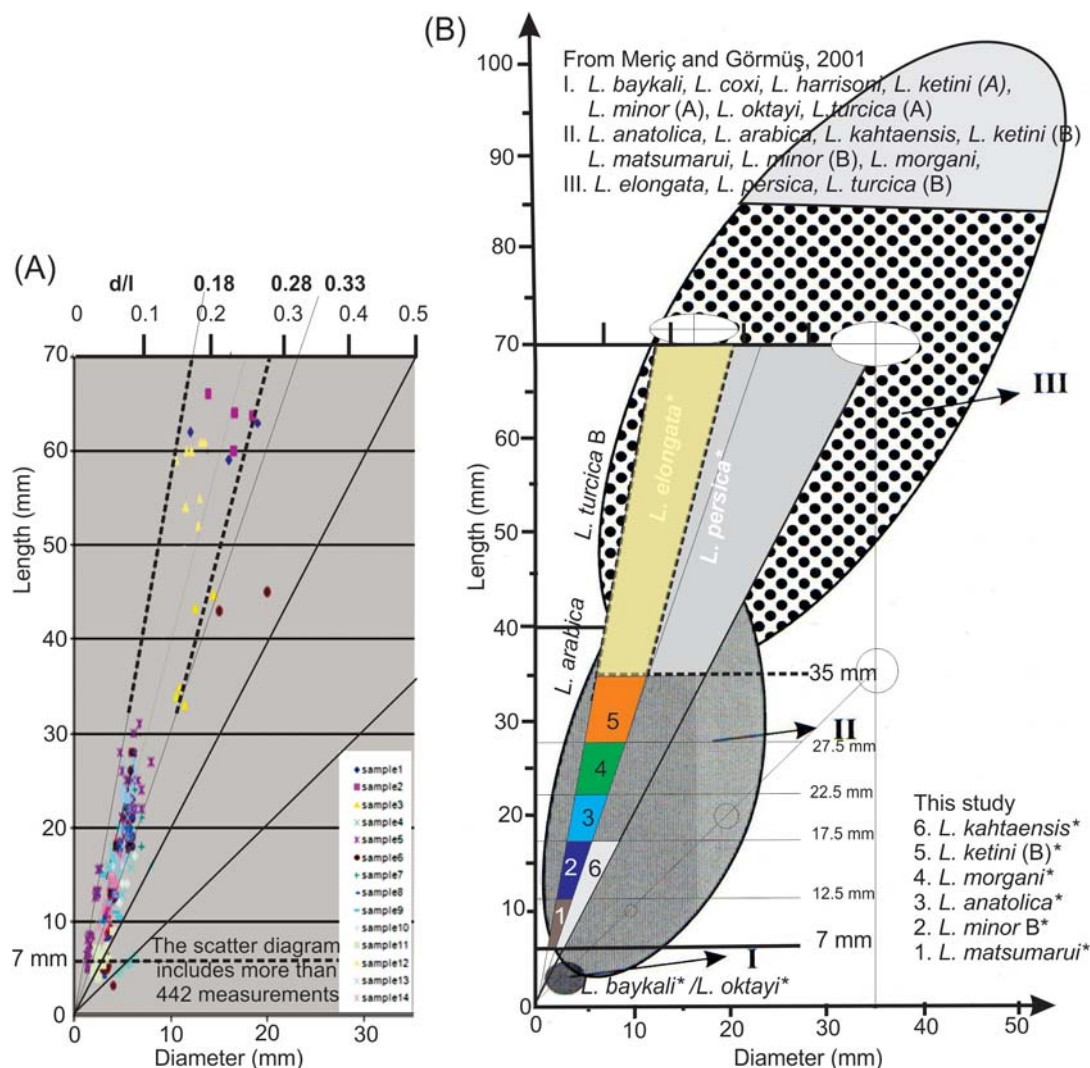 (A)
d/l
0.18
0.28
0.33
0 0.1 0.2 0.3 0.4 0.5
70
60
50
40
30
20
10
7 mm
0
Length (mm)
The scatter diagram
includes more than
442 measurements
sample1
sample2
sample3
sample4
sample5
sample6
sample7
sample8
sample9
sample10
sample11
sample12
sample13
sample14
0 10 20 30
Diameter (mm)
(B)
From Meriç and Görmüş, 2001
I. L. baykali, L. coxi, L. harrisoni, L. ketini (A),
L. minor (A), L. oktayi, L.turcica (A)
II. L. anatolica, L. arabica, L. kahtaensis, L. ketini (B)
L. matsumarui, L. minor (B), L. morgani,
III. L. elongata, L. persica, L. turcica (B)
100
90
80
70
60
50
40
30
20
10
0
Length (mm)
L. turcica B
L. elongata*
L. persica*
L. arabica
III
35 mm
II
27.5 mm
22.5 mm
17.5 mm
12.5 mm
7 mm
5
4
3
2
6
1
I
L. baykali* /L. oktayi*
This study
6. L. kahtaensis*
5. L. ketini (B)*
4. L. morgani*
3. L. anatolica*
2. L. minor B*
1. L. matsumarui*
0 10 20 30 40 50
Diameter (mm)